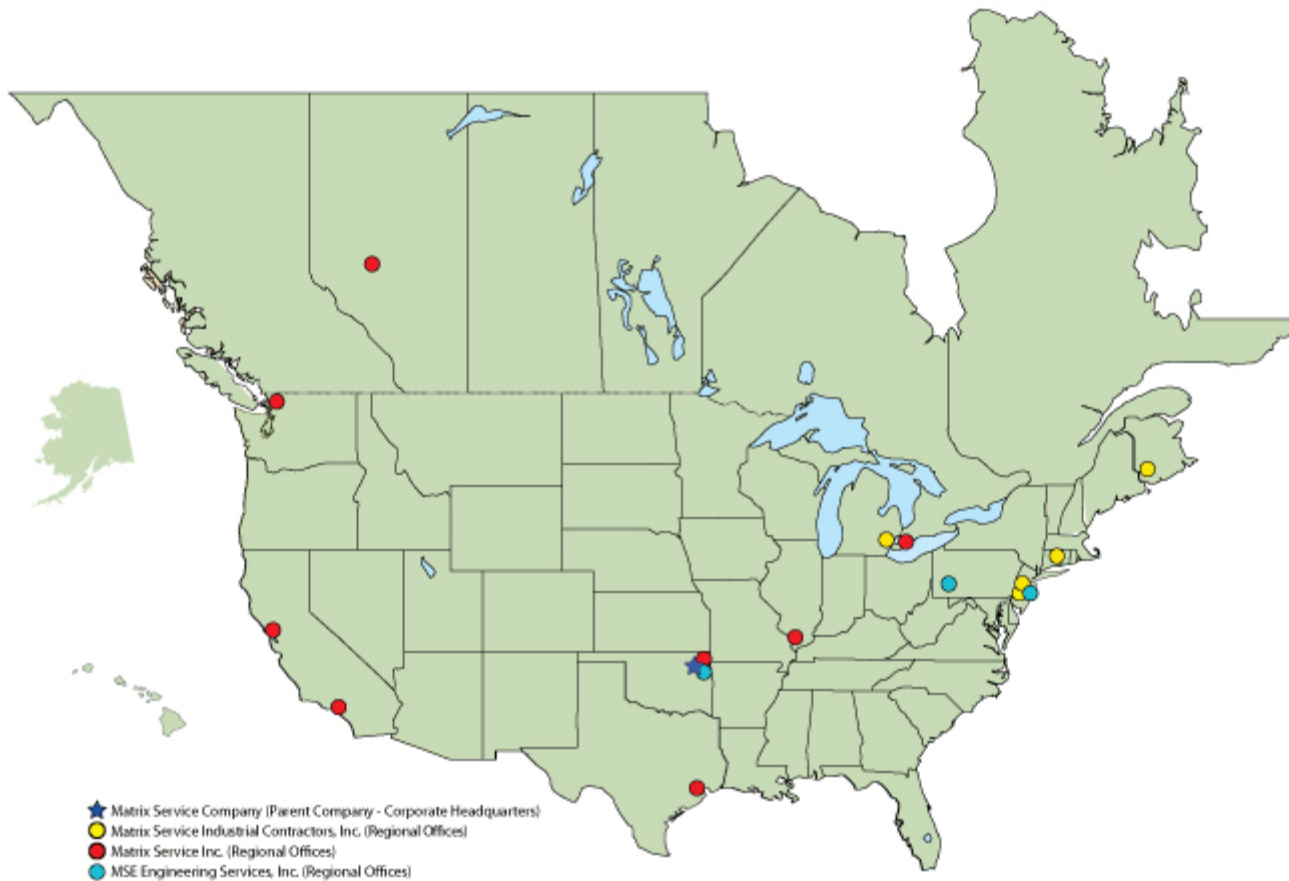 Matrix Service Company (Parent Company - Corporate Headquarters)
Matrix Service Industrial Contractors, Inc. (Regional Offices)
Matrix Service Inc. (Regional Offices)
MSE Engineering Services, Inc. (Regional Offices)